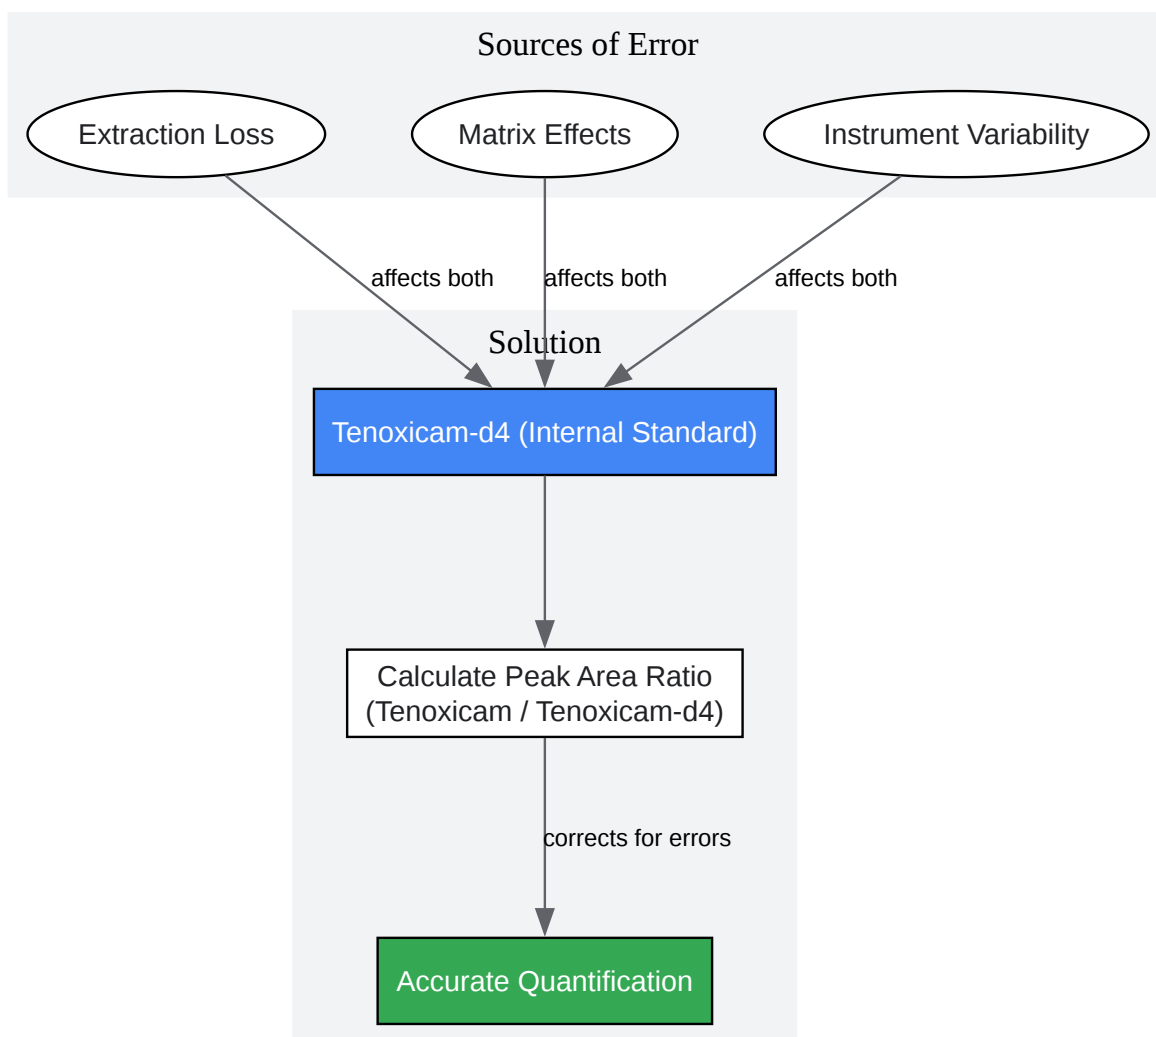 Sources of Error
Extraction Loss
Matrix Effects
Instrument Variability
affects both
affects both
affects both
Solution
Tenoxicam-d4 (Internal Standard)
Calculate Peak Area Ratio
(Tenoxicam / Tenoxicam-d4)
corrects for errors
Accurate Quantification